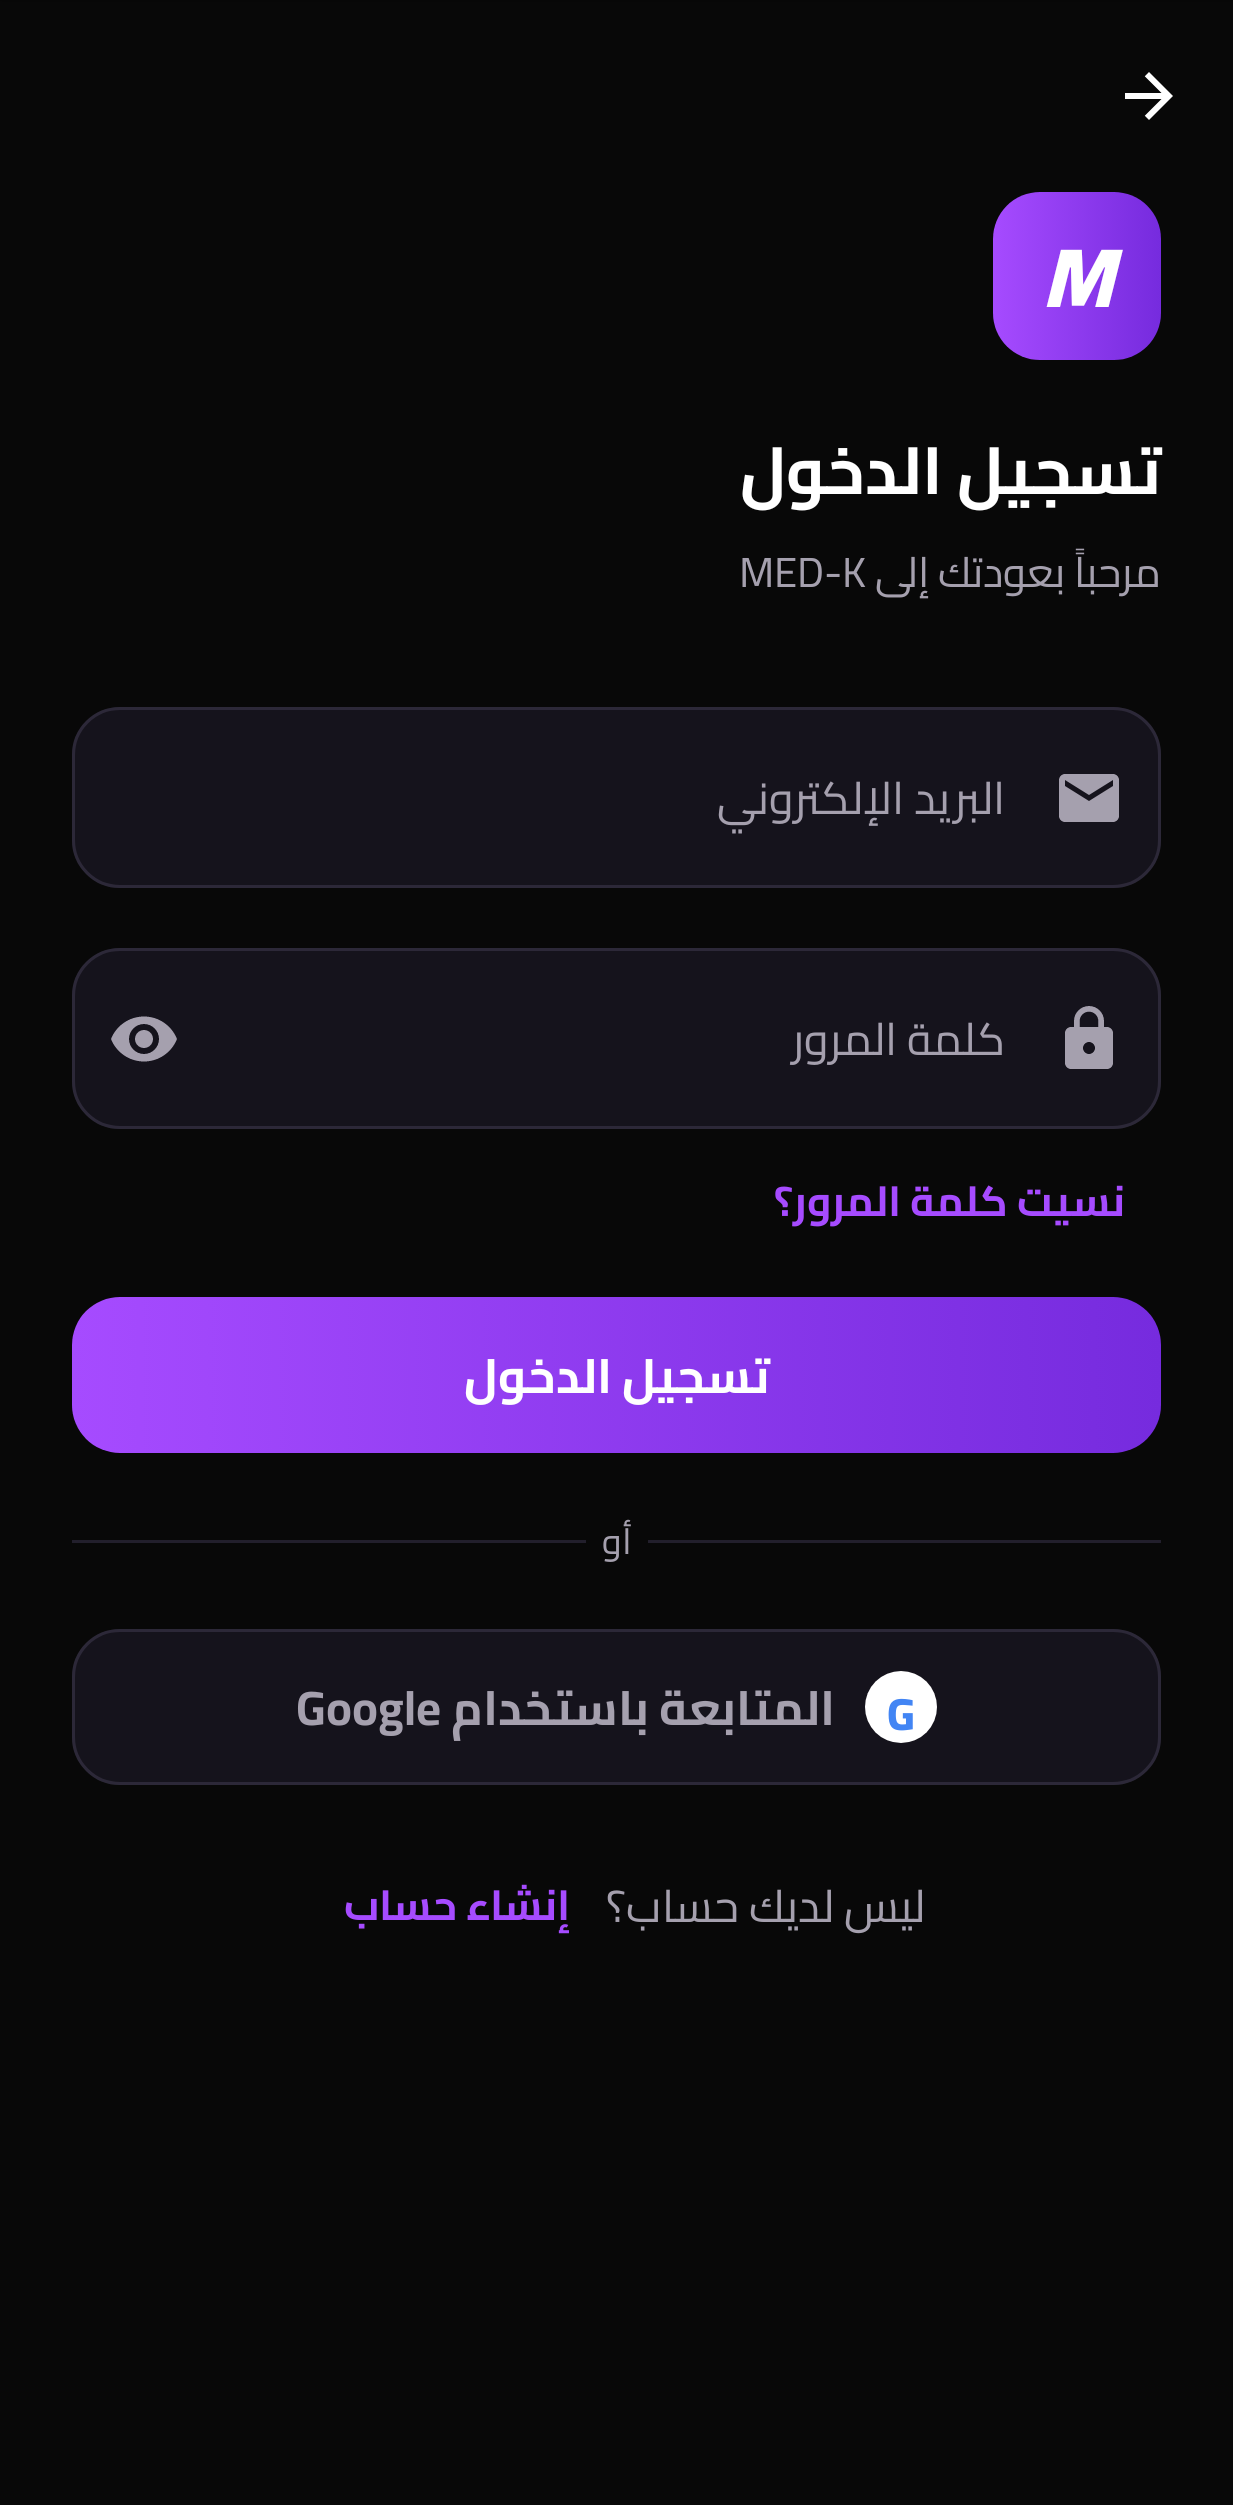 M
تسجيل الدخول
مرحباً بعودتك إلى MED-K
البريد الإلكتروني
كلمة المرور
نسيت كلمة المرور؟
تسجيل الدخول
أو
G المتابعة باستخدام Google
ليس لديك حساب؟ إنشاء حساب